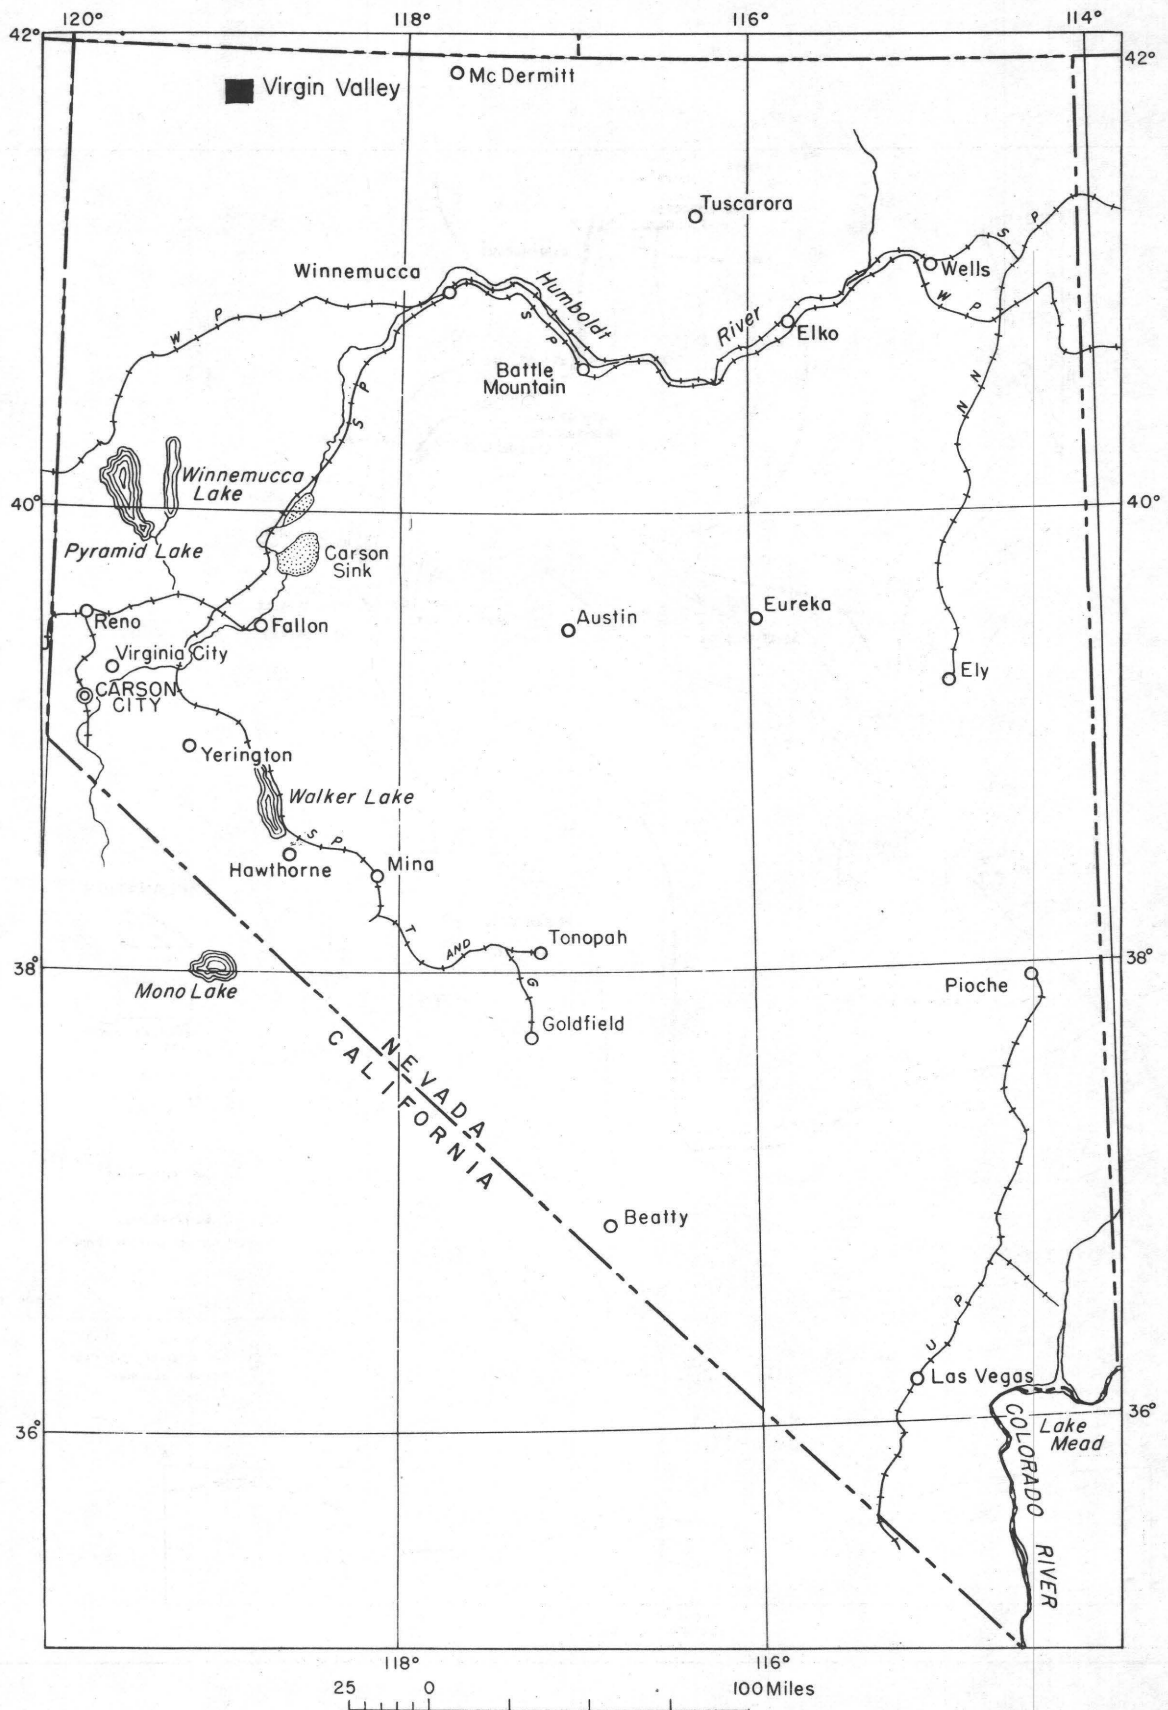 120°
118°
116°
114°
42°
42°
Mc Dermitt
Virgin Valley
Tuscarora
Winnemucca
Humboldt
River
Wells
S P
W P
W P
S P
Elko
Battle
Mountain
S P
N N
Winnemucca
Lake
40°
40°
Pyramid Lake
Carson
Sink
Reno
Fallon
Austin
Eureka
Virginia City
CARSON
CITY
Ely
Yerington
Walker Lake
S P
Hawthorne
Mina
T AND G
Tonopah
38°
38°
Mono Lake
Pioche
Goldfield
NEVADA
CALIFORNIA
Beatty
U P
Las Vegas
36°
36°
Lake
Mead
COLORADO RIVER
118°
116°
25 0 100 Miles